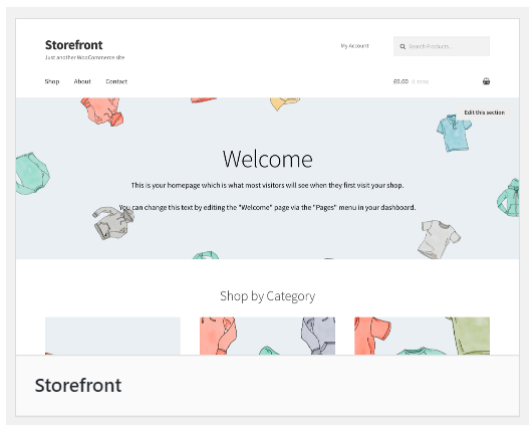 Storefront
Just another WooCommerce site
My Account
Search Products...
Shop About Contact
£0.00 0 items
Edit this section
Welcome
This is your homepage which is what most visitors will see when they first visit your shop.
You can change this text by editing the "Welcome" page via the "Pages" menu in your dashboard.
Shop by Category
Storefront